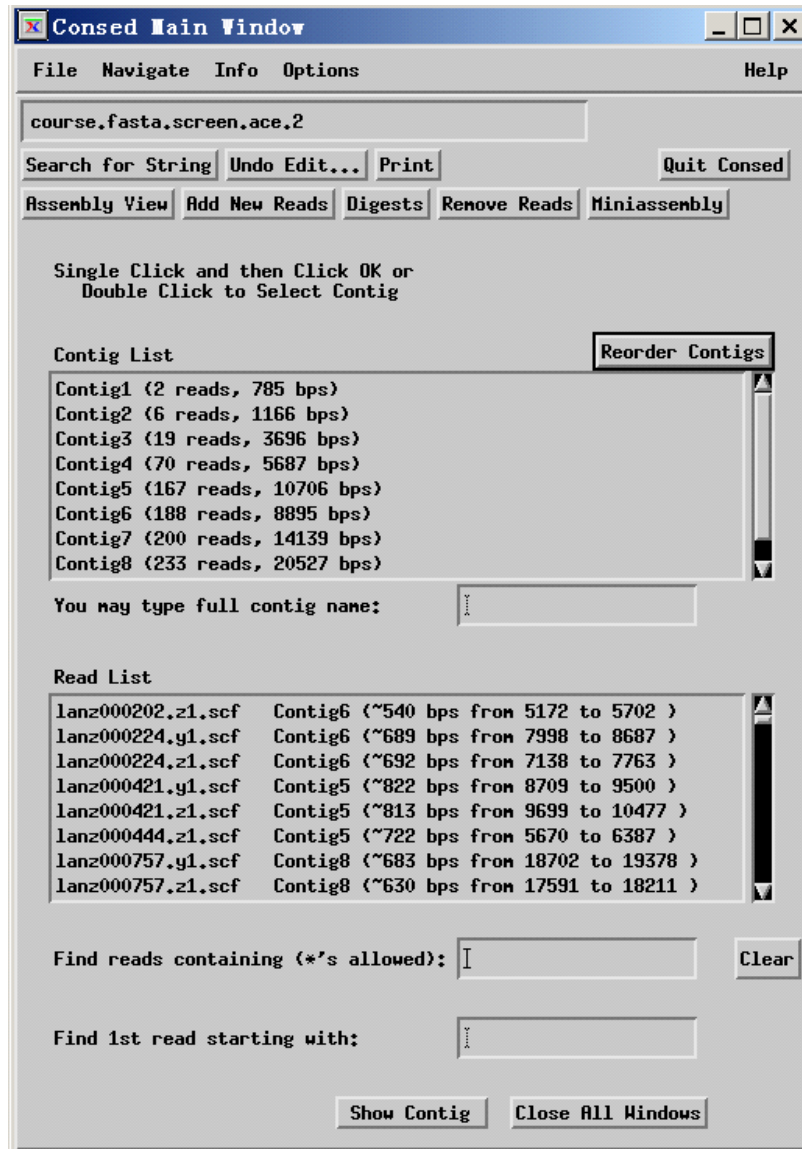 Consed Main Window
File Navigate Info Options Help
course.fasta.screen.ace.2
Search for String Undo Edit... Print Quit Consed
Assembly View Add New Reads Digests Remove Reads Miniassembly
Single Click and then Click OK or
Double Click to Select Contig
Contig List Reorder Contigs
Contig1 (2 reads, 785 bps)
Contig2 (6 reads, 1166 bps)
Contig3 (19 reads, 3696 bps)
Contig4 (70 reads, 5687 bps)
Contig5 (167 reads, 10706 bps)
Contig6 (188 reads, 8895 bps)
Contig7 (200 reads, 14139 bps)
Contig8 (233 reads, 20527 bps)
You may type full contig name:
Read List
lanz000202.z1.scf Contig6 (~540 bps from 5172 to 5702 )
lanz000224.y1.scf Contig6 (~689 bps from 7998 to 8687 )
lanz000224.z1.scf Contig6 (~692 bps from 7138 to 7763 )
lanz000421.y1.scf Contig5 (~822 bps from 8709 to 9500 )
lanz000421.z1.scf Contig5 (~813 bps from 9699 to 10477 )
lanz000444.z1.scf Contig5 (~722 bps from 5670 to 6387 )
lanz000757.y1.scf Contig8 (~683 bps from 18702 to 19378 )
lanz000757.z1.scf Contig8 (~630 bps from 17591 to 18211 )
Find reads containing (*'s allowed): Clear
Find 1st read starting with:
Show Contig Close All Windows